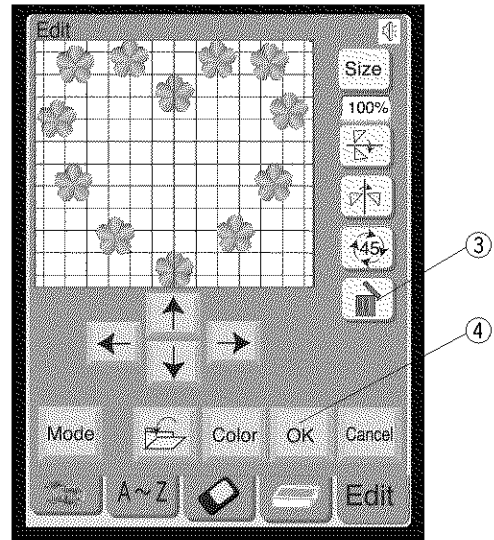 Edit
Size
100%
45
③
④
Mode
Color
OK
Cancel
A~Z
Edit